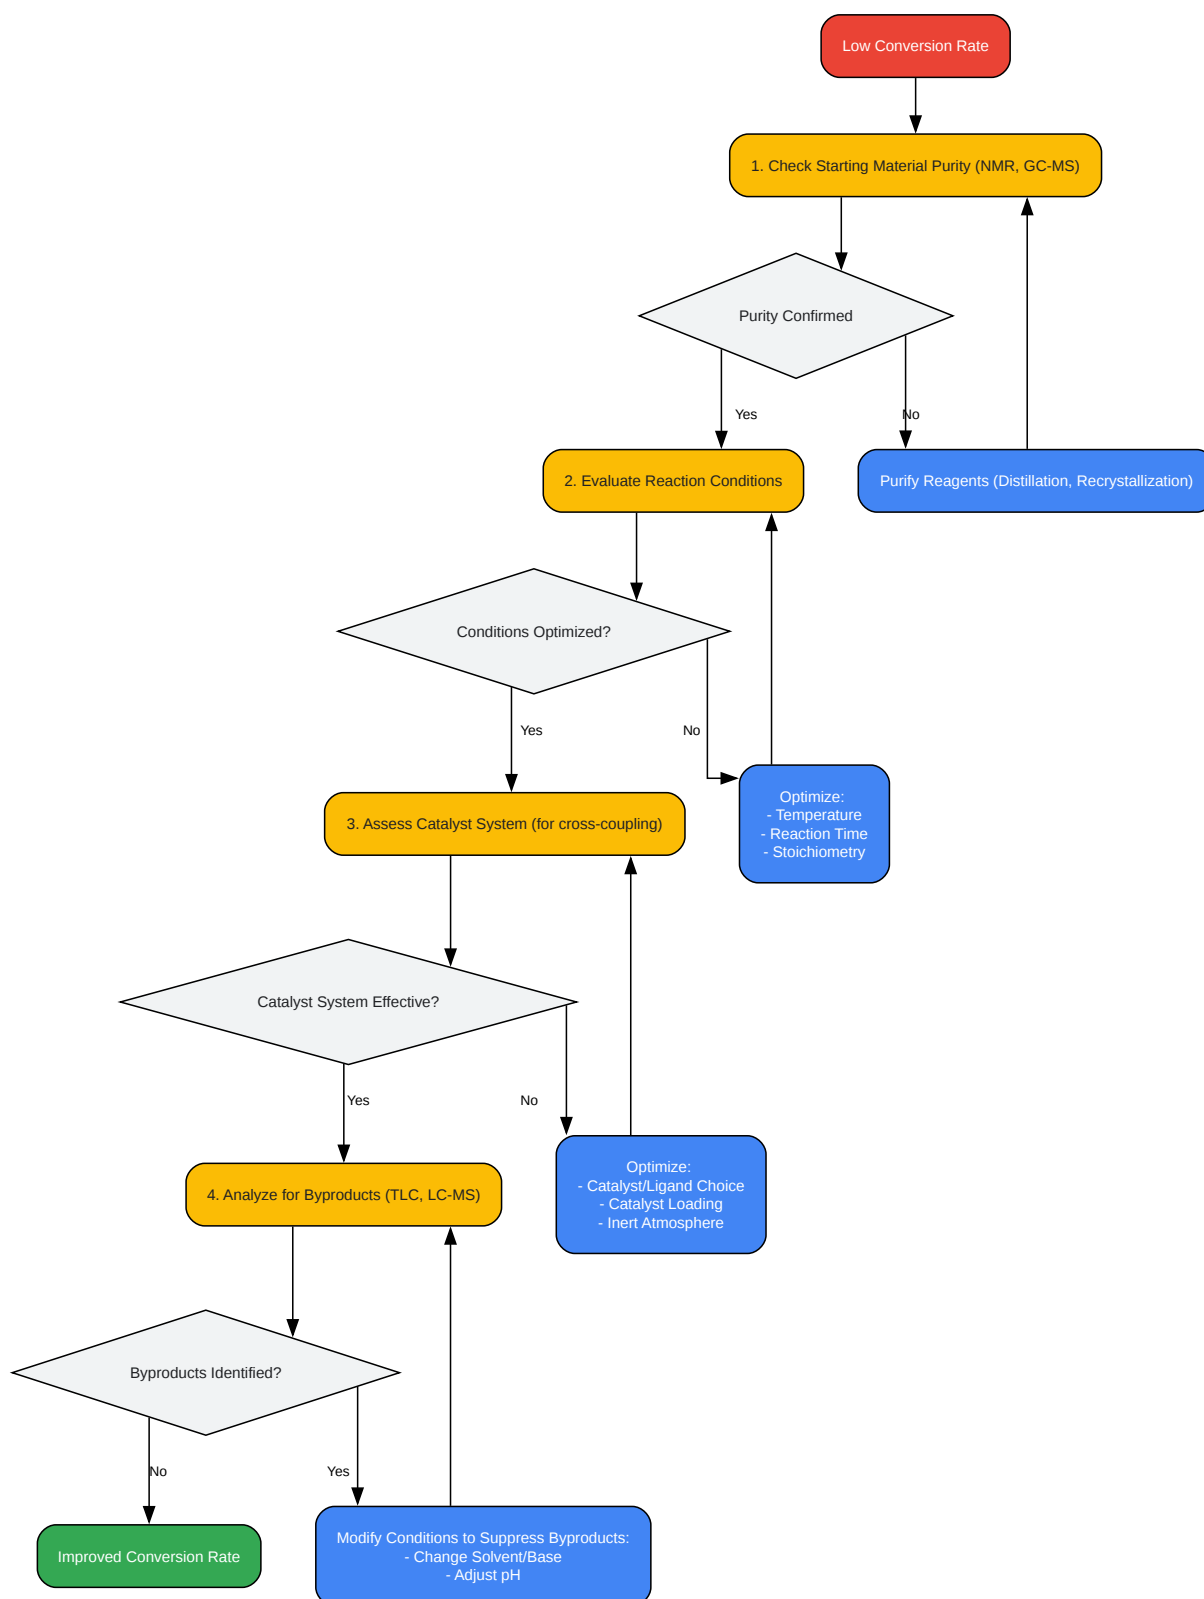 Low Conversion Rate
1. Check Starting Material Purity (NMR, GC-MS)
Purity Confirmed
Yes
No
2. Evaluate Reaction Conditions
Purify Reagents (Distillation, Recrystallization)
Conditions Optimized?
Yes
No
Optimize:
- Temperature
- Reaction Time
- Stoichiometry
3. Assess Catalyst System (for cross-coupling)
Catalyst System Effective?
Yes
No
Optimize:
- Catalyst/Ligand Choice
- Catalyst Loading
- Inert Atmosphere
4. Analyze for Byproducts (TLC, LC-MS)
Byproducts Identified?
No
Yes
Improved Conversion Rate
Modify Conditions to Suppress Byproducts:
- Change Solvent/Base
- Adjust pH